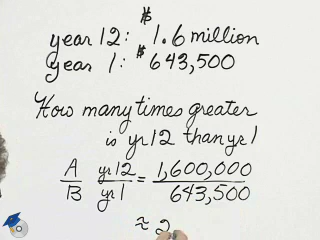 year 12: $1.6 million
year 1: $643,500
How many times greater
is yr 12 than yr 1
A/B yr 12/yr 1 = 1,600,000/643,500
≈ 2